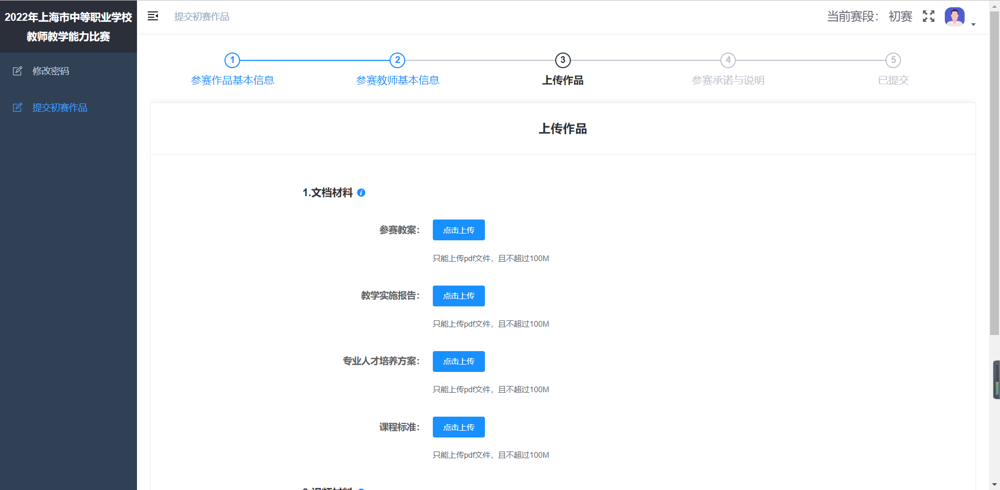 2022年上海市中等职业学校
教师教学能力比赛
修改密码
提交初赛作品
提交初赛作品
当前赛段： 初赛
1 2 3 4 5
参赛作品基本信息 参赛教师基本信息 上传作品 参赛承诺与说明 已提交
上传作品
1.文档材料
参赛教案： 点击上传
只能上传pdf文件，且不超过100M
教学实施报告： 点击上传
只能上传pdf文件，且不超过100M
专业人才培养方案： 点击上传
只能上传pdf文件，且不超过100M
课程标准： 点击上传
只能上传pdf文件，且不超过100M